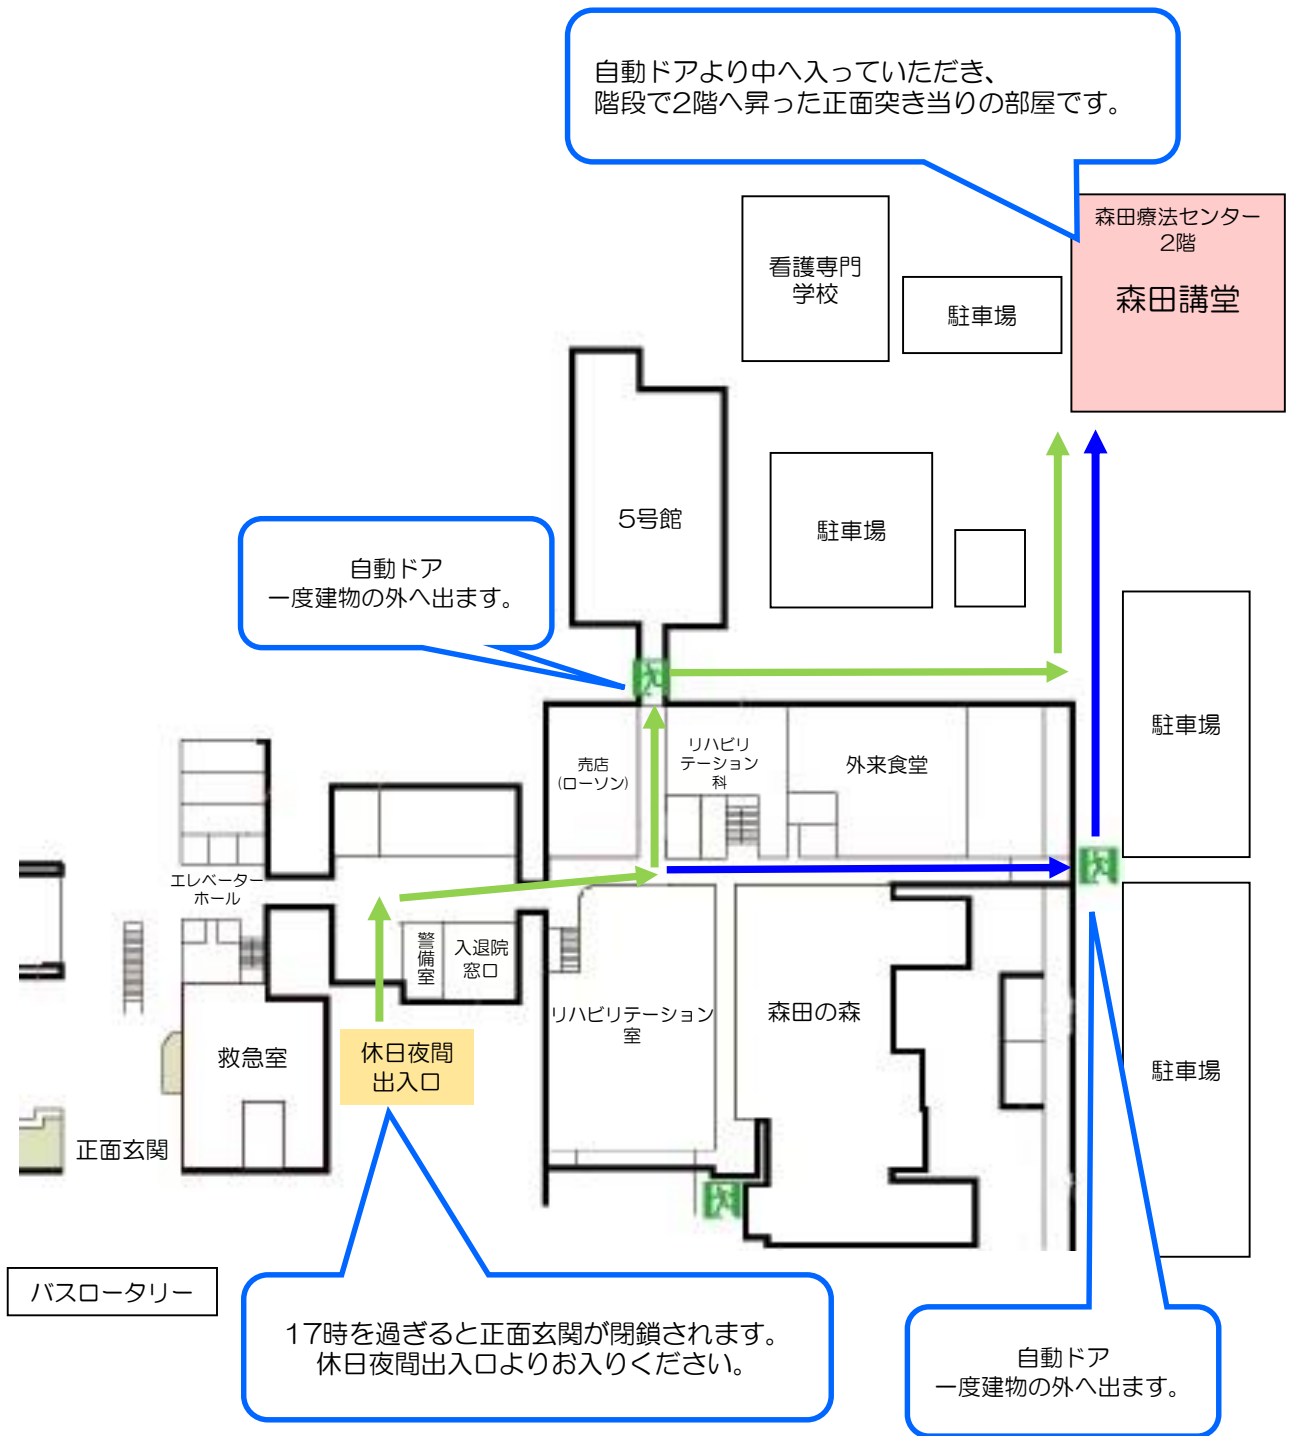 自動ドアより中へ入っていただき、
階段で2階へ昇った正面突き当りの部屋です。
森田療法センター
2階
森田講堂
看護専門
学校
駐車場
5号館
駐車場
自動ドア
一度建物の外へ出ます。
駐車場
売店
(ローソン)
リハビリ
テーション
科
外来食堂
エレベーター
ホール
警備室
入退院
窓口
リハビリテーション
室
森田の森
救急室
休日夜間
出入口
駐車場
正面玄関
バスロータリー
17時を過ぎると正面玄関が閉鎖されます。
休日夜間出入口よりお入りください。
自動ドア
一度建物の外へ出ます。